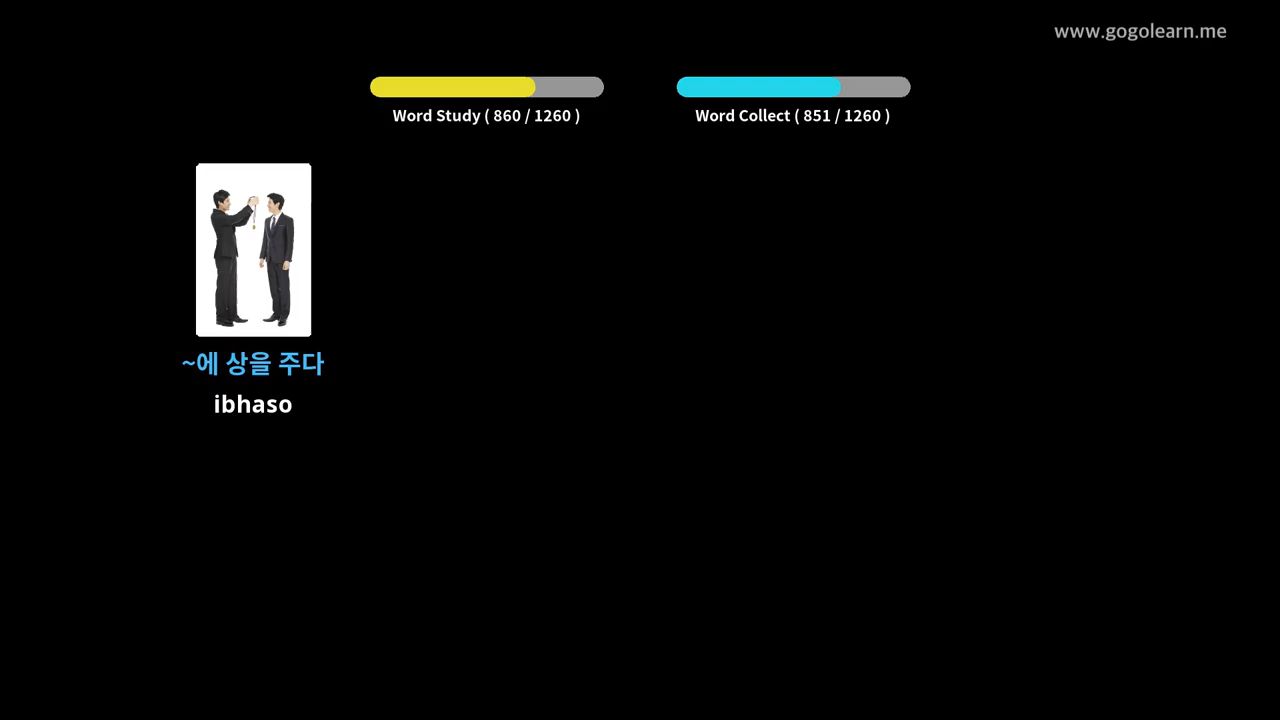 www.gogolearn.me
Word Study ( 860 / 1260 )
Word Collect ( 851 / 1260 )
~에 상을 주다
ibhaso